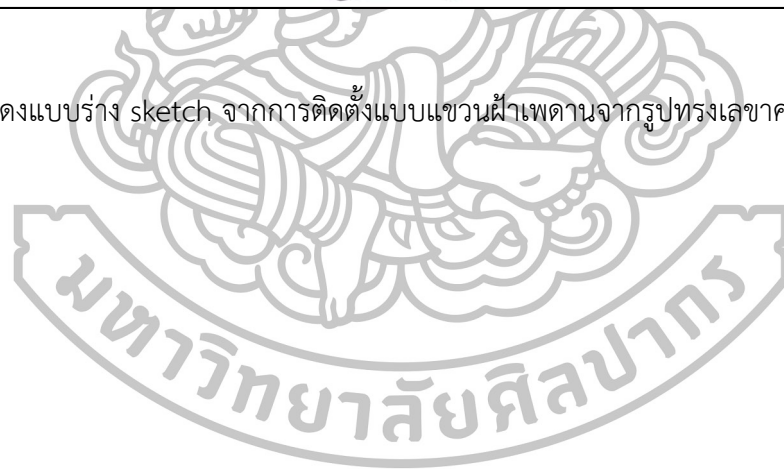 ดงแบบร่าง sketch จากการติดตั้งแบบแขวนฝ้าเพดานจากรูปทรงเลขาค
มหาวิทยาลัยศิลปากร